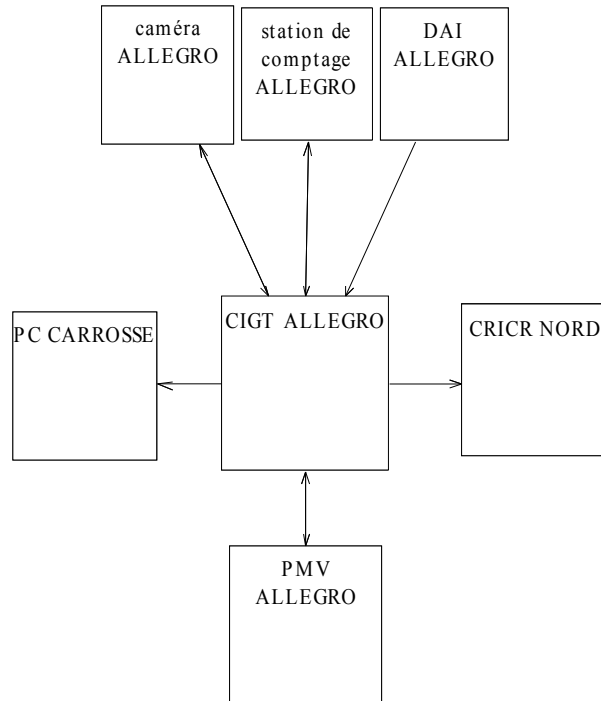 caméra
ALLEGRO
station de
comptage
ALLEGRO
DAI
ALLEGRO
PC CARROSSE
CIGT ALLEGRO
CRICR NORD
PMV
ALLEGRO